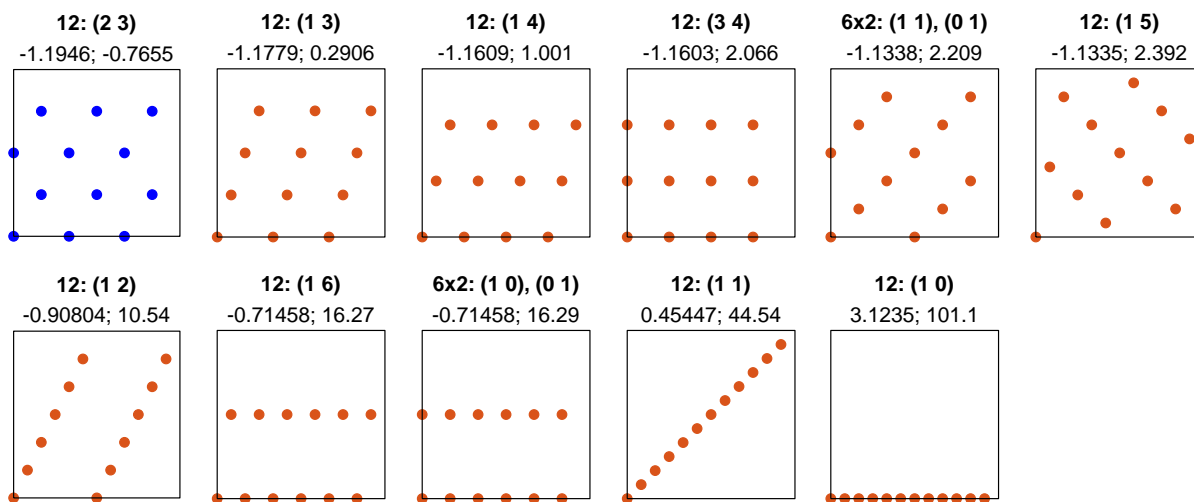 12: (2 3)
-1.1946; -0.7655
12: (1 3)
-1.1779; 0.2906
12: (1 4)
-1.1609; 1.001
12: (3 4)
-1.1603; 2.066
6x2: (1 1), (0 1)
-1.1338; 2.209
12: (1 5)
-1.1335; 2.392
12: (1 2)
-0.90804; 10.54
12: (1 6)
-0.71458; 16.27
6x2: (1 0), (0 1)
-0.71458; 16.29
12: (1 1)
0.45447; 44.54
12: (1 0)
3.1235; 101.1